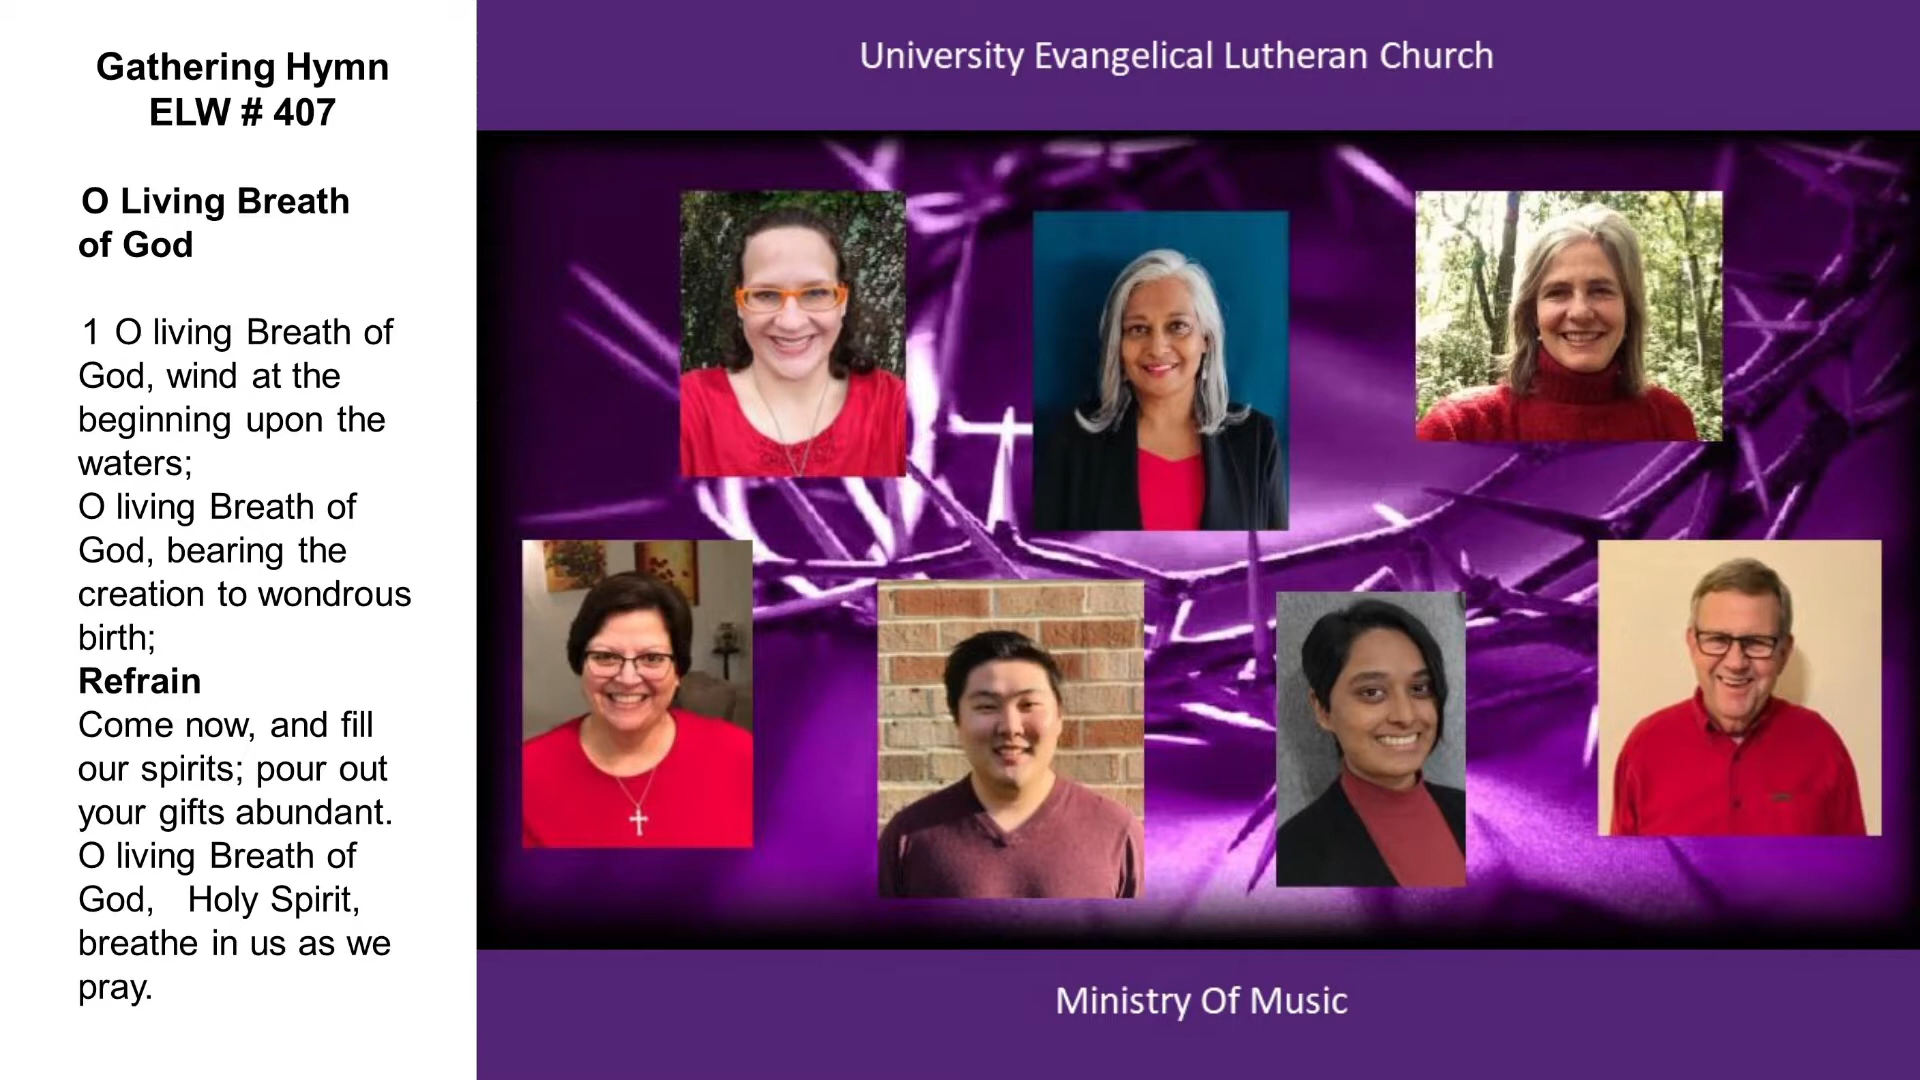 Gathering Hymn
ELW # 407
O Living Breath
of God
1 O living Breath of
God, wind at the
beginning upon the
waters;
O living Breath of
God, bearing the
creation to wondrous
birth;
Refrain
Come now, and fill
our spirits; pour out
your gifts abundant.
O living Breath of
God, Holy Spirit,
breathe in us as we
pray.
University Evangelical Lutheran Church
Ministry Of Music